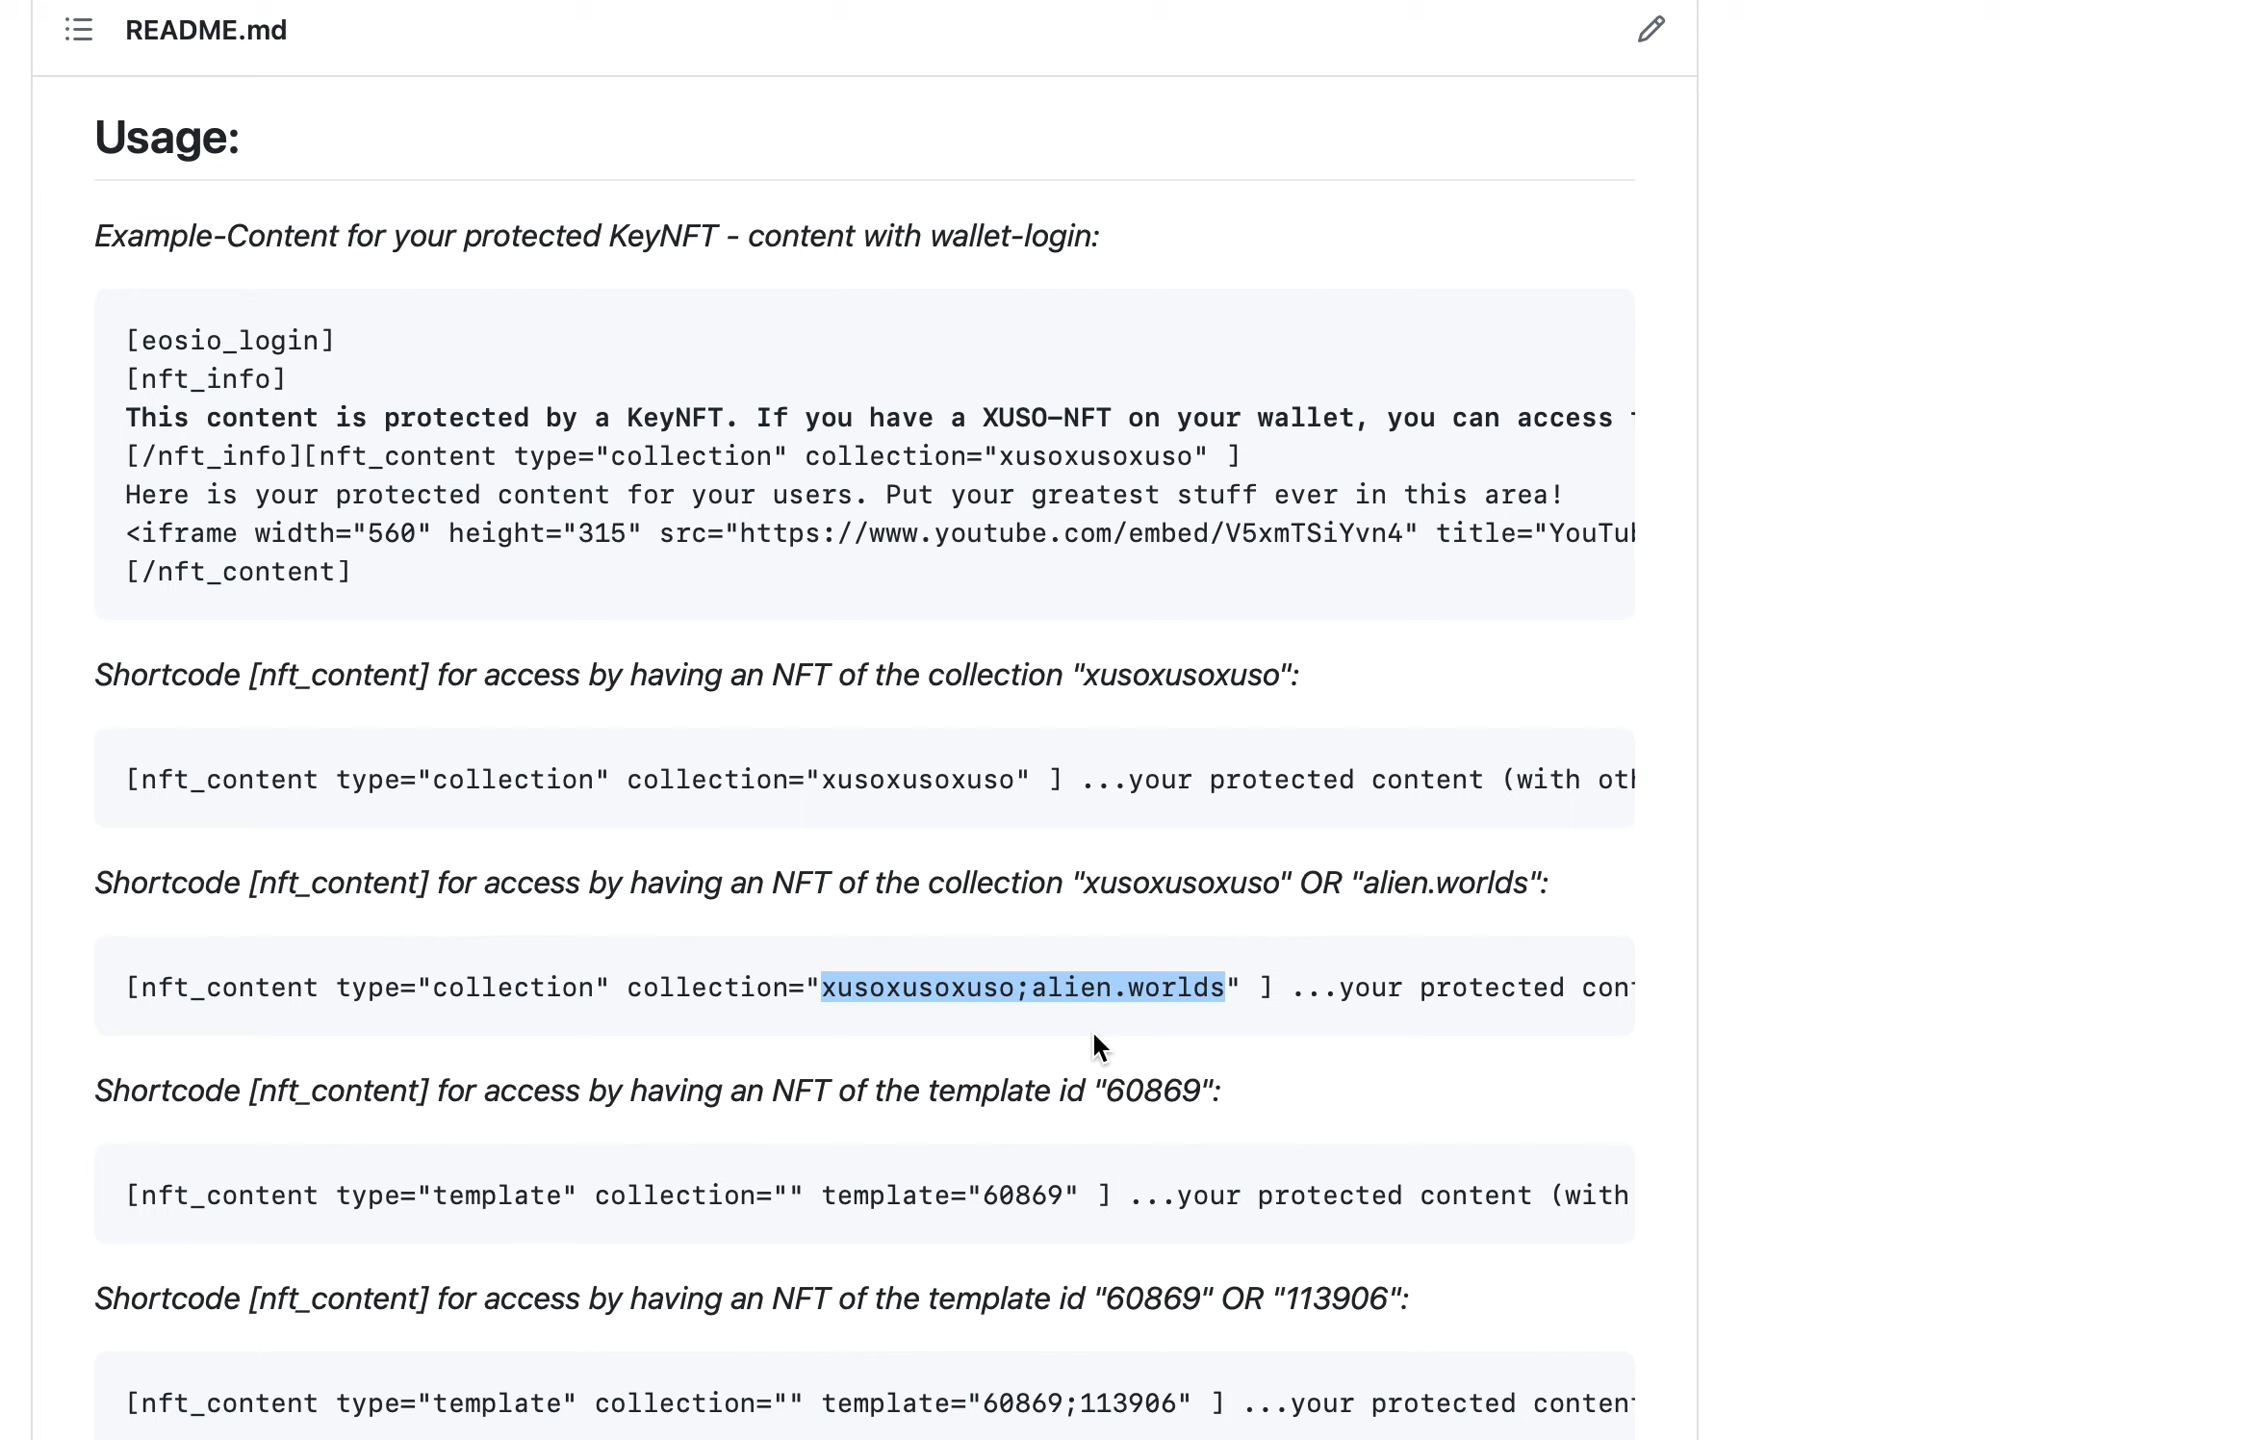 README.md
Usage:
Example-Content for your protected KeyNFT - content with wallet-login:
[eosio_login]
[nft_info]
This content is protected by a KeyNFT. If you have a XUSO-NFT on your wallet, you can access
[/nft_info][nft_content type="collection" collection="xusoxusoxuso" ]
Here is your protected content for your users. Put your greatest stuff ever in this area!
<iframe width="560" height="315" src="https://www.youtube.com/embed/V5xmTSiYvn4" title="YouTub
[/nft_content]
Shortcode [nft_content] for access by having an NFT of the collection "xusoxusoxuso":
[nft_content type="collection" collection="xusoxusoxuso" ] ...your protected content (with oth
Shortcode [nft_content] for access by having an NFT of the collection "xusoxusoxuso" OR "alien.worlds":
[nft_content type="collection" collection="xusoxusoxuso;alien.worlds" ] ...your protected cont
Shortcode [nft_content] for access by having an NFT of the template id "60869":
[nft_content type="template" collection="" template="60869" ] ...your protected content (with
Shortcode [nft_content] for access by having an NFT of the template id "60869" OR "113906":
[nft_content type="template" collection="" template="60869;113906" ] ...your protected content